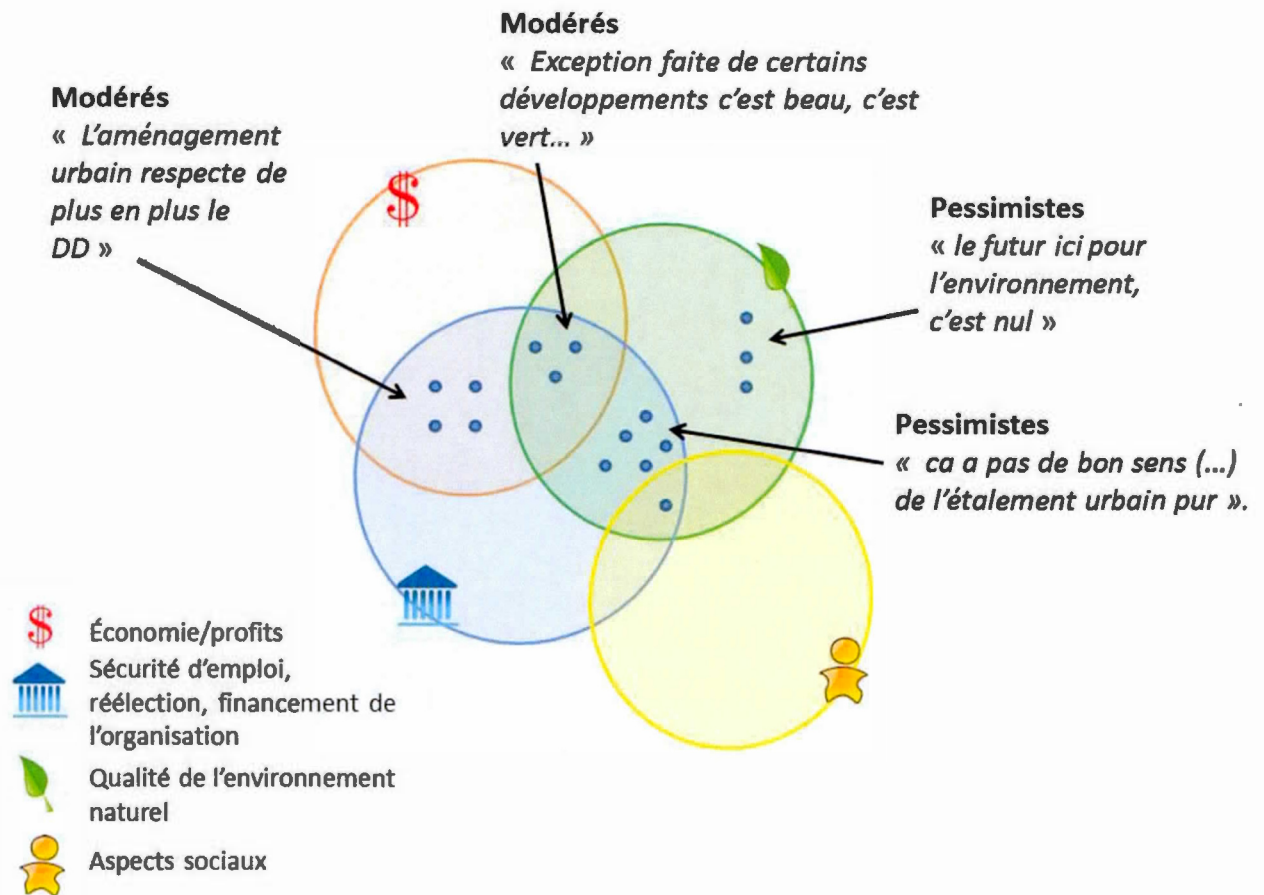 Modérés
« Exception faite de certains
développements c'est beau, c'est
vert... »
Modérés
« L'aménagement
urbain respecte de
plus en plus le
DD »
$
Pessimistes
« le futur ici pour
l'environnement,
c'est nul »
Pessimistes
« ca a pas de bon sens (...)
de l'étalement urbain pur ».
$ Économie/profits
Sécurité d'emploi,
réélection, financement de
l'organisation
Qualité de l'environnement
naturel
Aspects sociaux